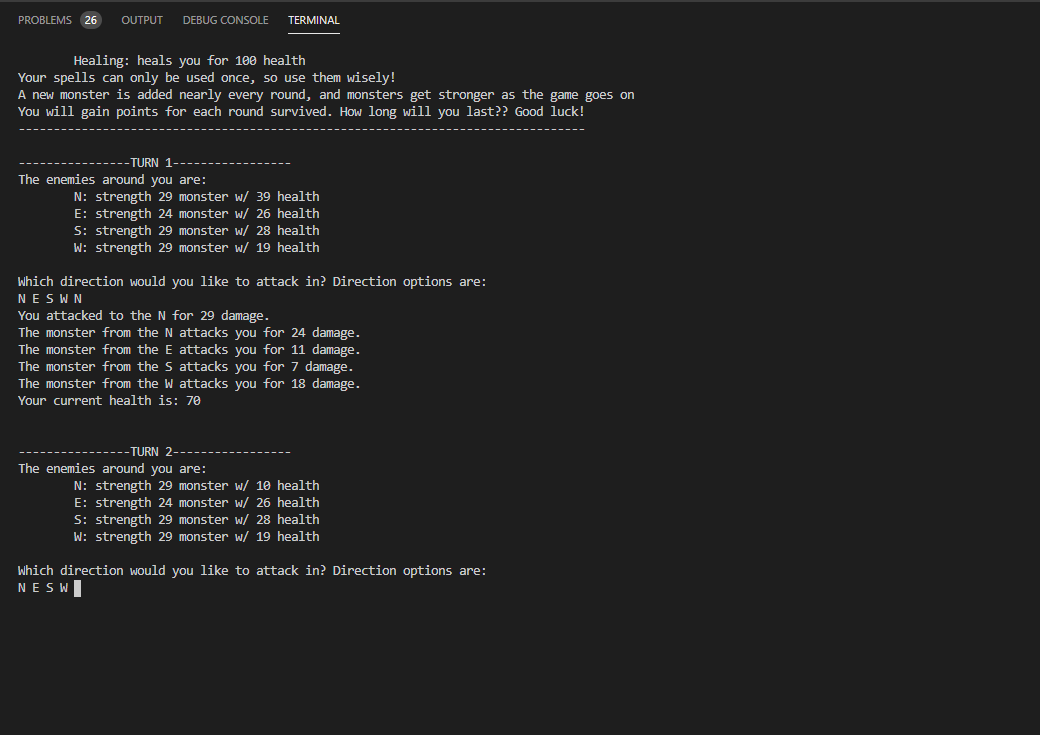 PROBLEMS 26 OUTPUT DEBUG CONSOLE TERMINAL
Healing: heals you for 100 health
Your spells can only be used once, so use them wisely!
A new monster is added nearly every round, and monsters get stronger as the game goes on
You will gain points for each round survived. How long will you last?? Good luck!
---------------------------------------------------------------------------------
----------------TURN 1-----------------
The enemies around you are:
N: strength 29 monster w/ 39 health
E: strength 24 monster w/ 26 health
S: strength 29 monster w/ 28 health
W: strength 29 monster w/ 19 health
Which direction would you like to attack in? Direction options are:
N E S W N
You attacked to the N for 29 damage.
The monster from the N attacks you for 24 damage.
The monster from the E attacks you for 11 damage.
The monster from the S attacks you for 7 damage.
The monster from the W attacks you for 18 damage.
Your current health is: 70
----------------TURN 2-----------------
The enemies around you are:
N: strength 29 monster w/ 10 health
E: strength 24 monster w/ 26 health
S: strength 29 monster w/ 28 health
W: strength 29 monster w/ 19 health
Which direction would you like to attack in? Direction options are:
N E S W